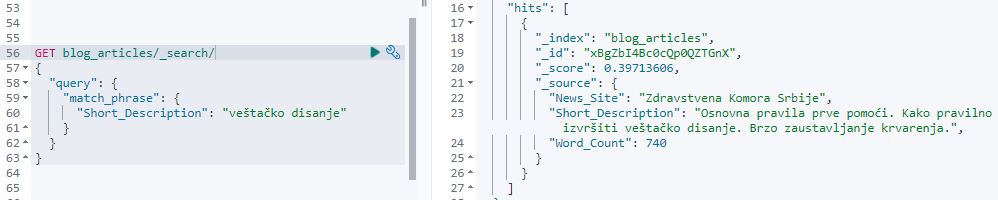 53
54
55
56 GET blog_articles/_search/
57 {
58 "query": {
59 "match_phrase": {
60 "Short_Description": "veštačko disanje"
61 }
62 }
63 }
64
65
16 "hits": [
17 {
18 "_index": "blog_articles",
19 "_id": "xBgZbI4Bc0cQp0QZTGnX",
20 "_score": 0.39713606,
21 "_source": {
22 "News_Site": "Zdravstvena Komora Srbije",
23 "Short_Description": "Osnovna pravila prve pomoći. Kako pravilno
izvršiti veštačko disanje. Brzo zaustavljanje krvarenja.",
24 "Word_Count": 740
25 }
26 }
27 ]